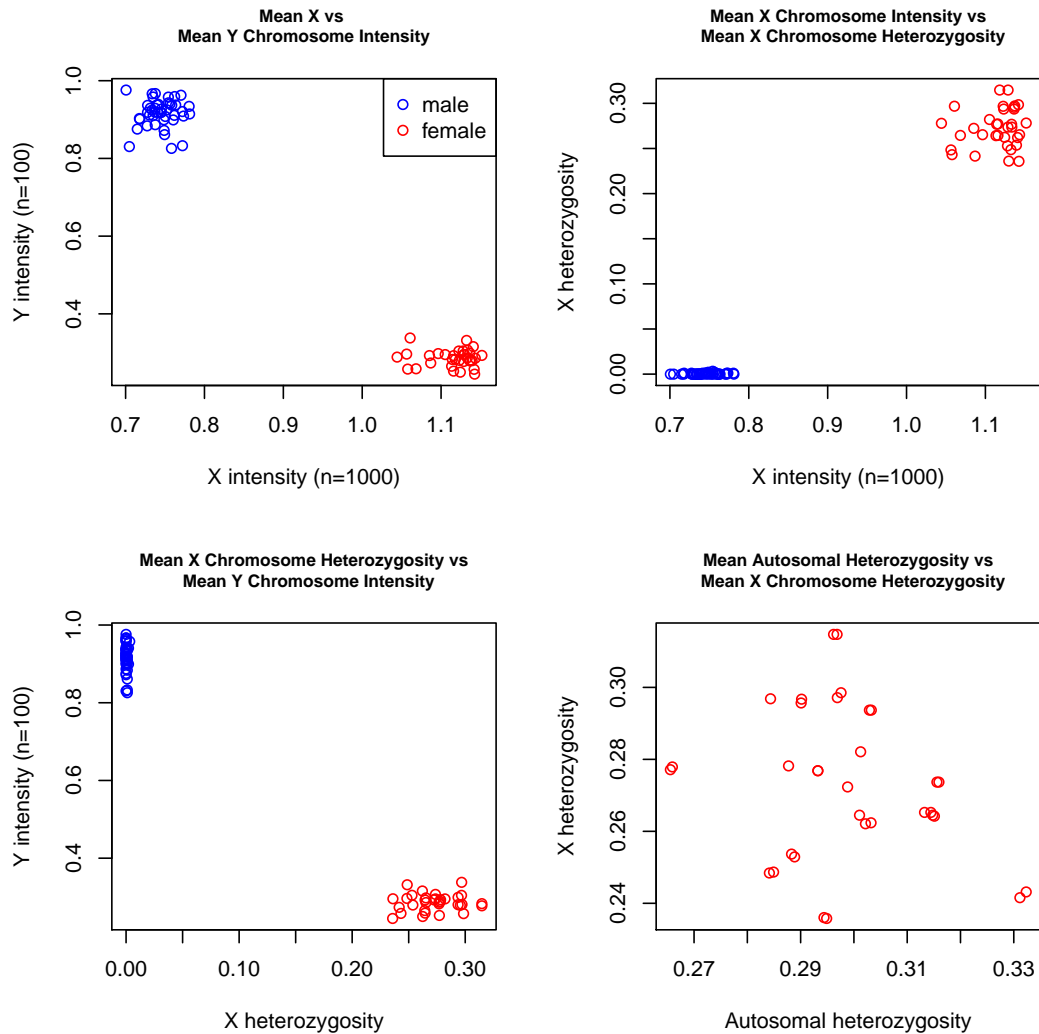 Mean X vs
Mean Y Chromosome Intensity
1.0
0.8
0.6
0.4
Y intensity (n=100)
male
female
0.7 0.8 0.9 1.0 1.1
X intensity (n=1000)
Mean X Chromosome Intensity vs
Mean X Chromosome Heterozygosity
0.30
0.20
0.10
0.00
X heterozygosity
0.7 0.8 0.9 1.0 1.1
X intensity (n=1000)
Mean X Chromosome Heterozygosity vs
Mean Y Chromosome Intensity
1.0
0.8
0.6
0.4
Y intensity (n=100)
0.00 0.10 0.20 0.30
X heterozygosity
Mean Autosomal Heterozygosity vs
Mean X Chromosome Heterozygosity
0.30
0.28
0.26
0.24
X heterozygosity
0.27 0.29 0.31 0.33
Autosomal heterozygosity